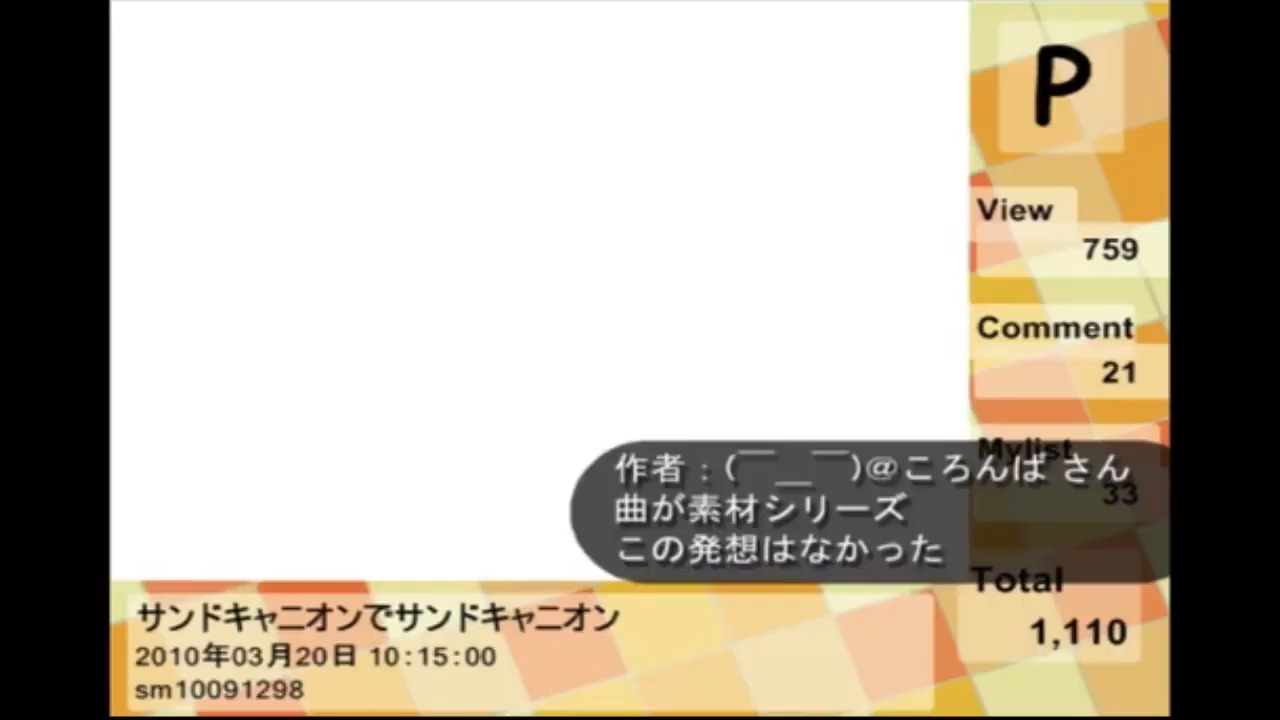 P
View
759
Comment
21
Mylist
33
作者：(￣＿￣)@ころんば さん
曲が素材シリーズ
この発想はなかった
Total
1,110
サンドキャニオンでサンドキャニオン
2010年03月20日 10:15:00
sm10091298